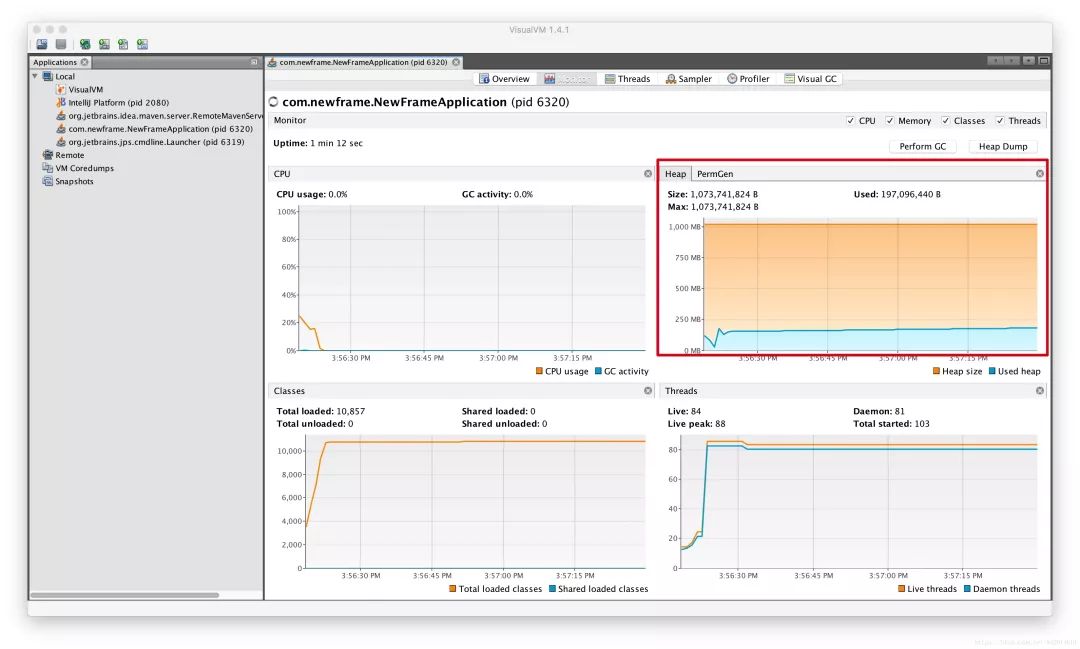 VisualVM 1.4.1
Applications
com.newframe.NewFrameApplication (pid 6320)
Local
VisualVM
IntelliJ Platform (pid 2080)
org.jetbrains.idea.maven.server.RemoteMavenServe
com.newframe.NewFrameApplication (pid 6320)
org.jetbrains.jps.cmdline.Launcher (pid 6319)
Remote
VM Coredumps
Snapshots
Overview
Monitor
Threads
Sampler
Profiler
Visual GC
com.newframe.NewFrameApplication (pid 6320)
Monitor
CPU
Memory
Classes
Threads
Uptime: 1 min 12 sec
Perform GC
Heap Dump
CPU
CPU usage: 0.0%
GC activity: 0.0%
100%
80%
60%
40%
20%
0%
3:56:30 PM
3:56:45 PM
3:57:00 PM
3:57:15 PM
CPU usage
GC activity
Heap
PermGen
Size: 1,073,741,824 B
Used: 197,096,440 B
Max: 1,073,741,824 B
1,000 MB
750 MB
500 MB
250 MB
0 MB
3:56:30 PM
3:56:45 PM
3:57:00 PM
3:57:15 PM
Heap size
Used heap
Classes
Total loaded: 10,857
Shared loaded: 0
Total unloaded: 0
Shared unloaded: 0
10,000
8,000
6,000
4,000
2,000
0
3:56:30 PM
3:56:45 PM
3:57:00 PM
3:57:15 PM
Total loaded classes
Shared loaded classes
Threads
Live: 84
Daemon: 81
Live peak: 88
Total started: 103
80
60
40
20
0
3:56:30 PM
3:56:45 PM
3:57:00 PM
3:57:15 PM
Live threads
Daemon threads